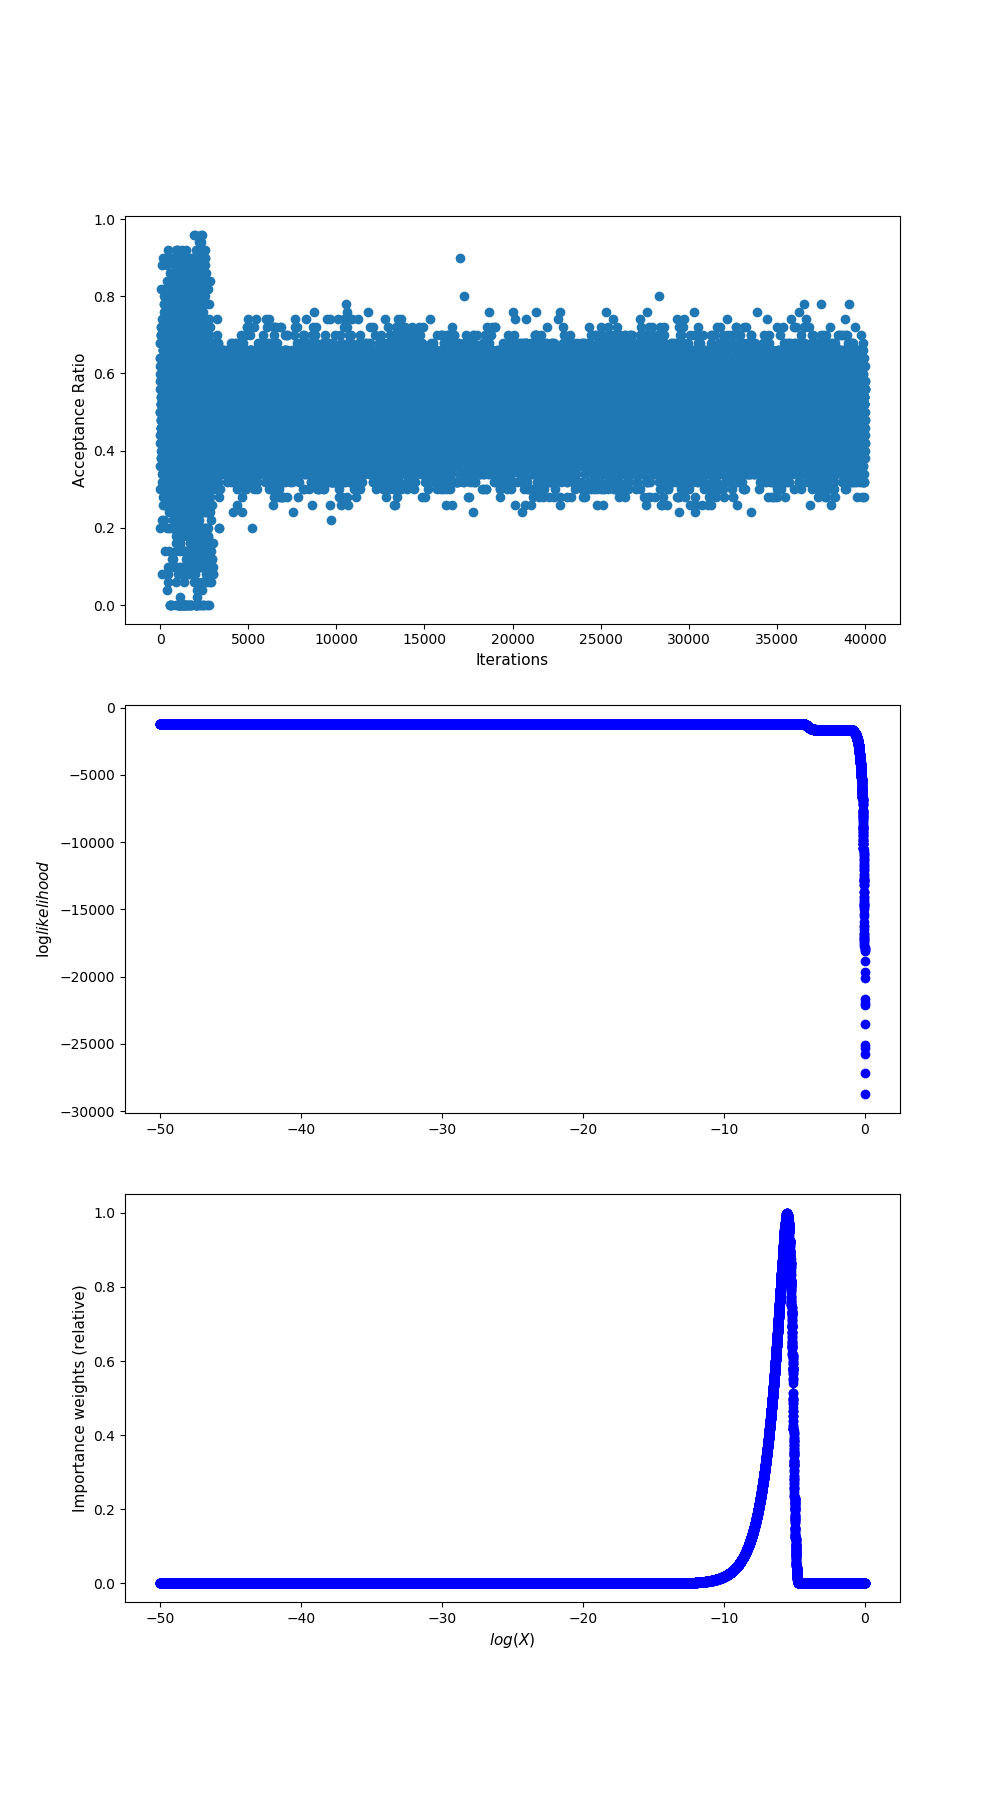 1.0
0.8
0.6
0.4
0.2
0.0
Acceptance Ratio
0 5000 10000 15000 20000 25000 30000 35000 40000
Iterations
0
−5000
−10000
−15000
−20000
−25000
−30000
loglikelihood
−50 −40 −30 −20 −10 0
1.0
0.8
0.6
0.4
0.2
0.0
Importance weights (relative)
−50 −40 −30 −20 −10 0
log(X)